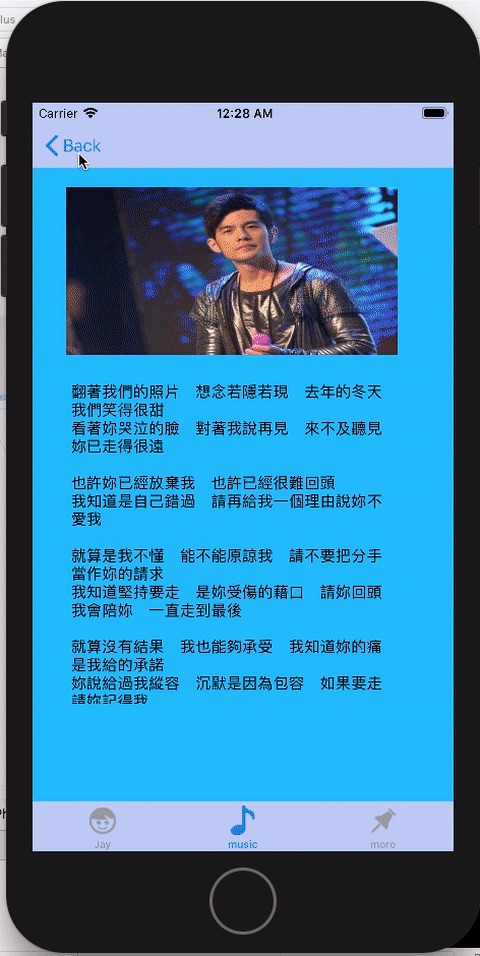 lus
Carrier
12:28 AM
Back
翻著我們的照片　想念若隱若現　去年的冬天
我們笑得很甜
看著妳哭泣的臉　對著我說再見　來不及聽見
妳已走得很遠
也許妳已經放棄我　也許已經很難回頭
我知道是自己錯過　請再給我一個理由說妳不
愛我
就算是我不懂　能不能原諒我　請不要把分手
當作妳的請求
我知道堅持要走　是妳受傷的藉口　請妳回頭
我會陪妳　一直走到最後
就算沒有結果　我也能夠承受　我知道妳的痛
是我給的承諾
妳說給過我縱容　沉默是因為包容　如果要走
請妳記得我
Jay
music
more